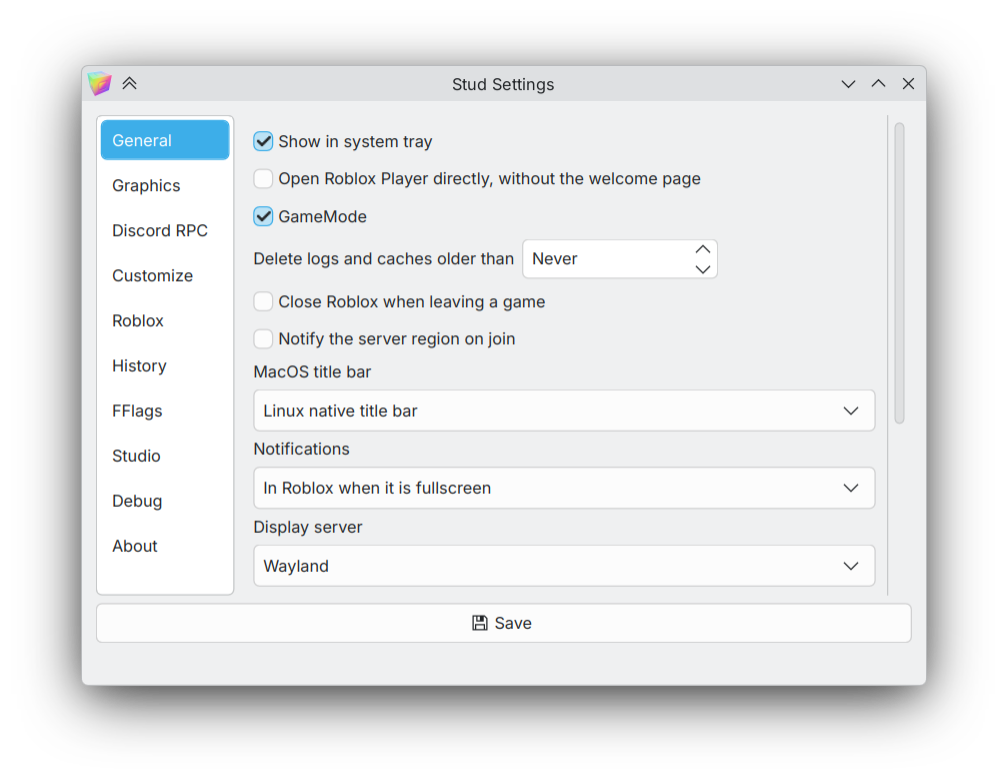 Stud Settings
General
Graphics
Discord RPC
Customize
Roblox
History
FFlags
Studio
Debug
About
Show in system tray
Open Roblox Player directly, without the welcome page
GameMode
Delete logs and caches older than Never
Close Roblox when leaving a game
Notify the server region on join
MacOS title bar
Linux native title bar
Notifications
In Roblox when it is fullscreen
Display server
Wayland
Save